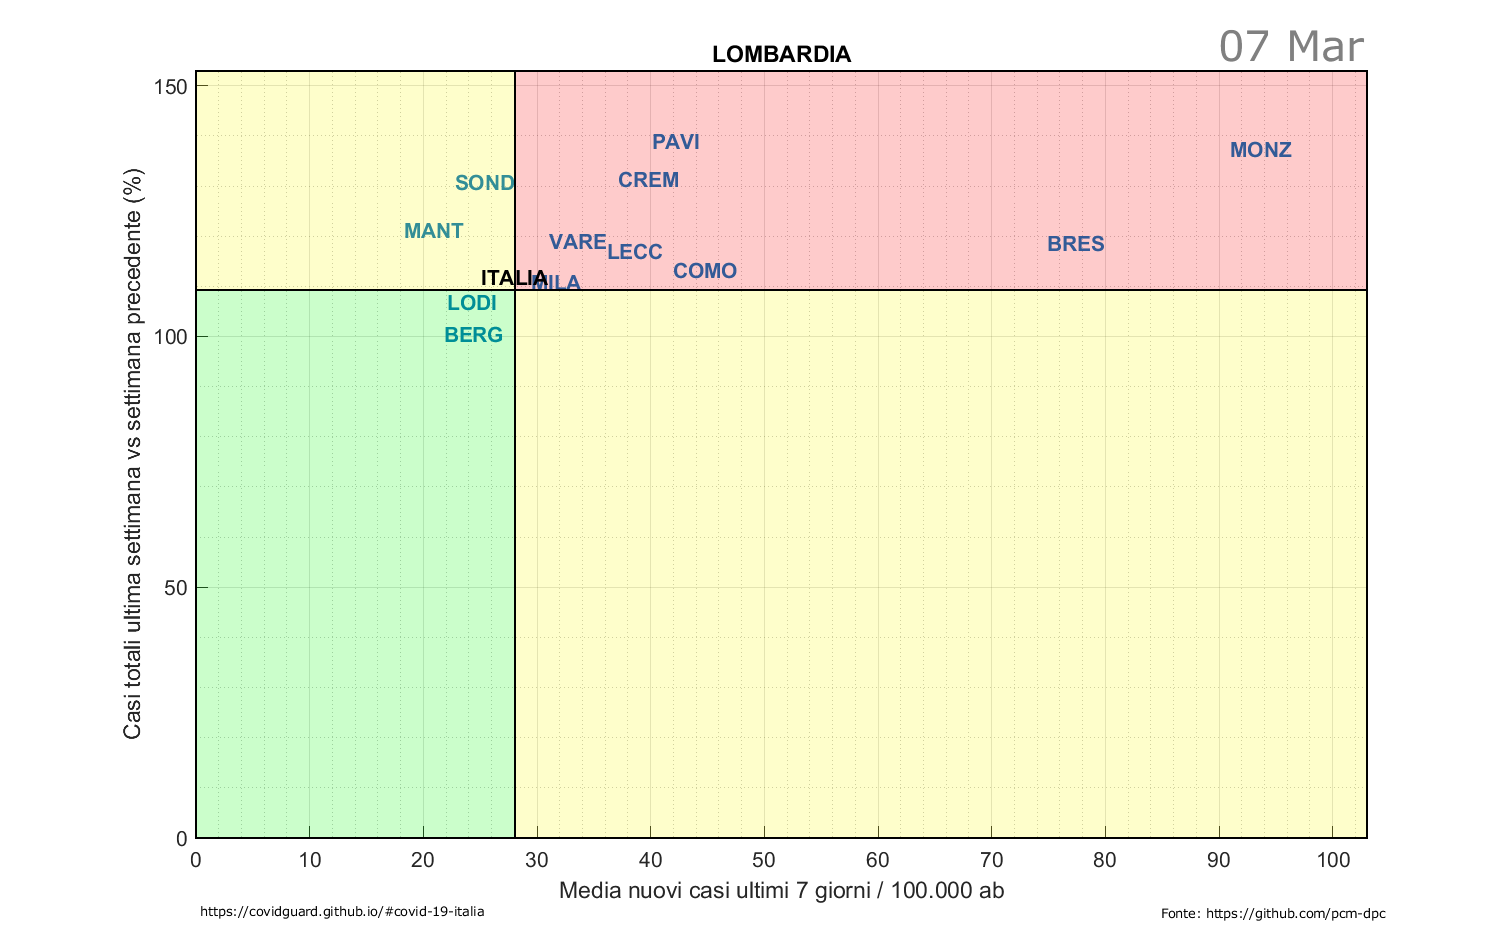 07 Mar
LOMBARDIA
Casi totali ultima settimana vs settimana precedente (%)
150
100
50
0
PAVI
MONZ
SOND
CREM
MANT
VARE
LECC
BRES
COMO
ITALIA
MILA
LODI
BERG
0 10 20 30 40 50 60 70 80 90 100
Media nuovi casi ultimi 7 giorni / 100.000 ab
https://covidguard.github.io/#covid-19-italia
Fonte: https://github.com/pcm-dpc